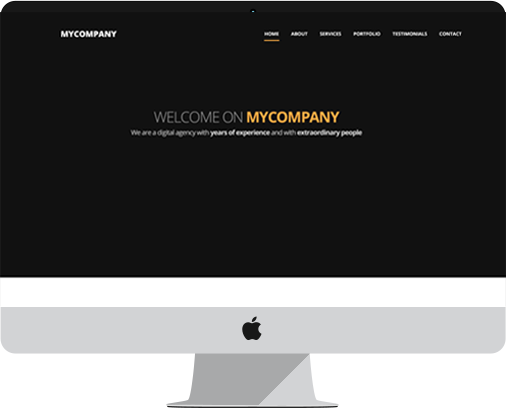 MYCOMPANY
HOME ABOUT SERVICES PORTFOLIO TESTIMONIALS CONTACT
WELCOME ON MYCOMPANY
We are a digital agency with years of experience and with extraordinary people